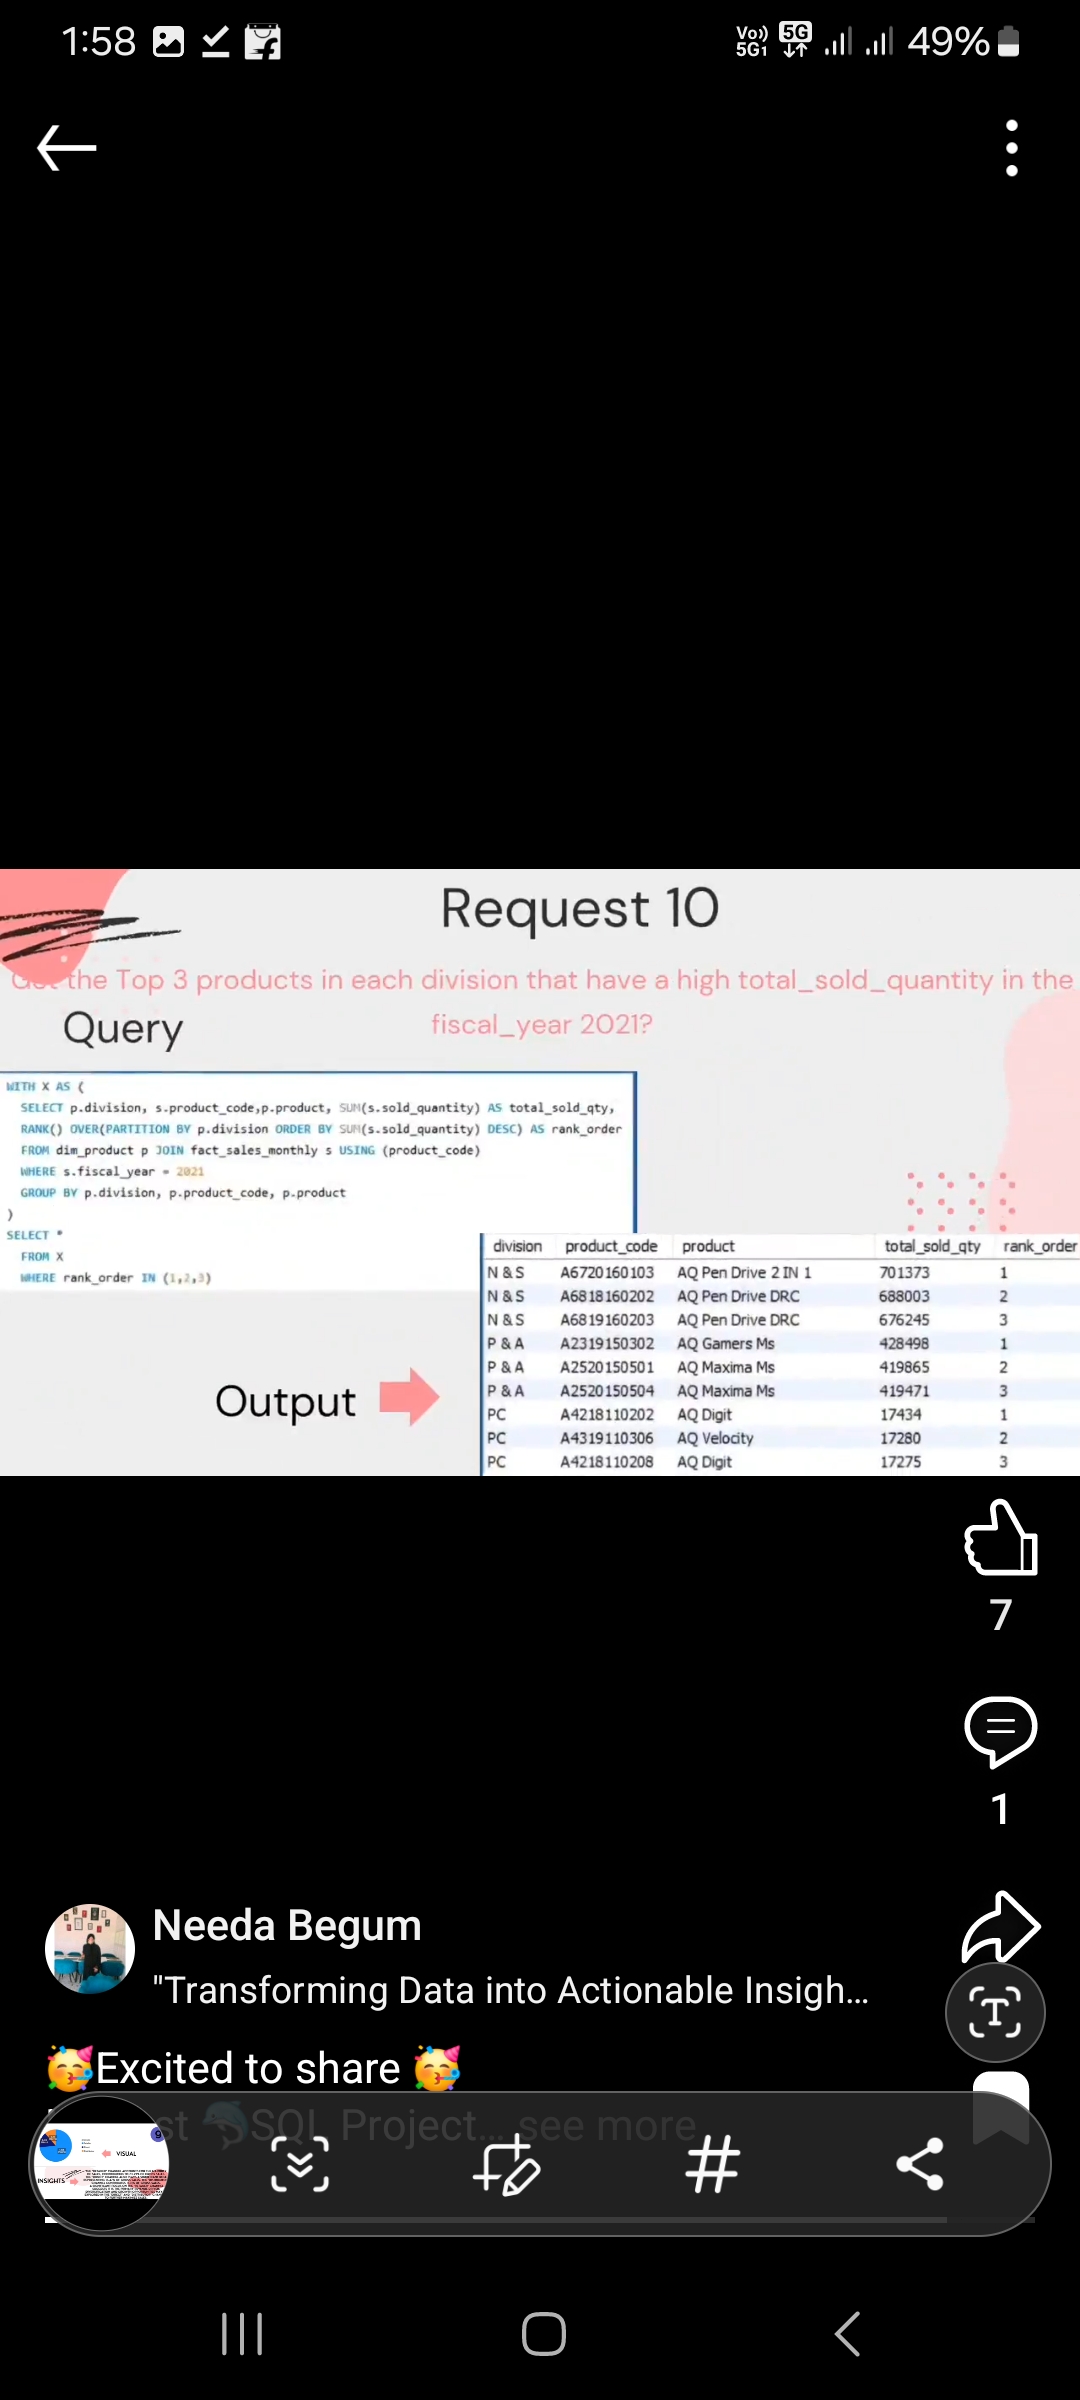 1:58
Vo)) 5G1 5G 49%
Request 10
Get the Top 3 products in each division that have a high total_sold_quantity in the
fiscal_year 2021?
Query
WITH X AS (
SELECT p.division, s.product_code,p.product, SUM(s.sold_quantity) AS total_sold_qty,
RANK() OVER(PARTITION BY p.division ORDER BY SUM(s.sold_quantity) DESC) AS rank_order
FROM dim_product p JOIN fact_sales_monthly s USING (product_code)
WHERE s.fiscal_year = 2021
GROUP BY p.division, p.product_code, p.product
)
SELECT *
FROM X
WHERE rank_order IN (1,2,3)
Output
division product_code product total_sold_qty rank_order
N & S A6720160103 AQ Pen Drive 2 IN 1 701373 1
N & S A6818160202 AQ Pen Drive DRC 688003 2
N & S A6819160203 AQ Pen Drive DRC 676245 3
P & A A2319150302 AQ Gamers Ms 428498 1
P & A A2520150501 AQ Maxima Ms 419865 2
P & A A2520150504 AQ Maxima Ms 419471 3
PC A4218110202 AQ Digit 17434 1
PC A4319110306 AQ Velocity 17280 2
PC A4218110208 AQ Digit 17275 3
7
1
Needa Begum
"Transforming Data into Actionable Insigh...
🥳Excited to share 🥳
st 🐬SQL Project... see more
9
VISUAL
INSIGHTS